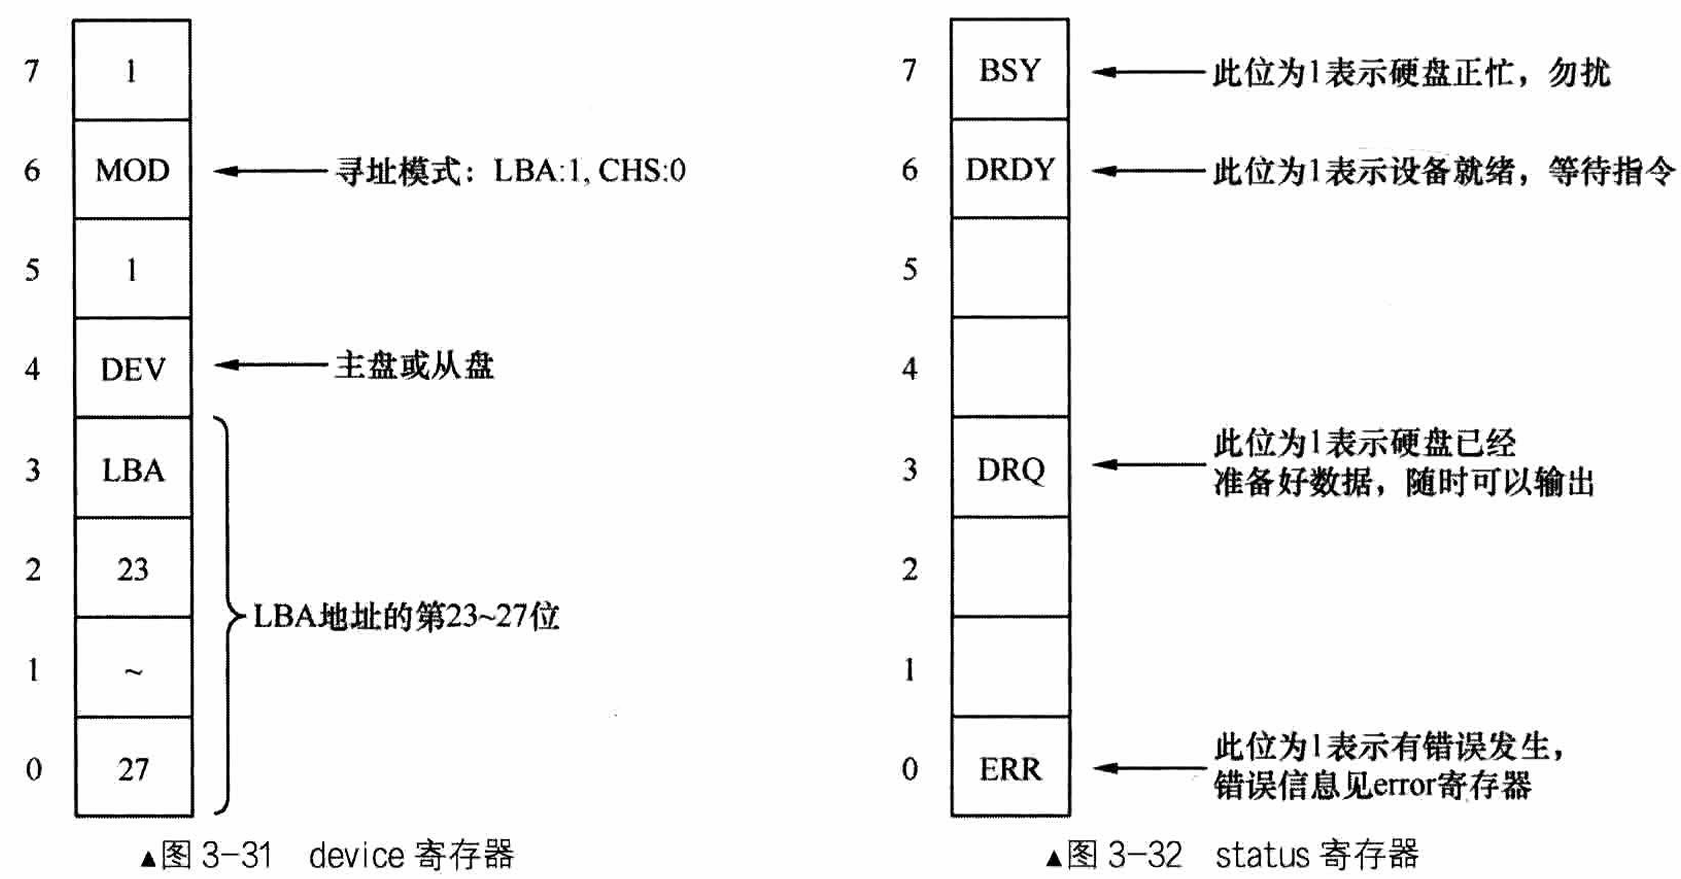 7 1
6 MOD 寻址模式：LBA:1, CHS:0
5 1
4 DEV 主盘或从盘
3 LBA
2 23
LBA地址的第23~27位
1 ~
0 27
▲图 3-31 device 寄存器
7 BSY 此位为1表示硬盘正忙，勿扰
6 DRDY 此位为1表示设备就绪，等待指令
5
4
3 DRQ 此位为1表示硬盘已经
准备好数据，随时可以输出
2
1
0 ERR 此位为1表示有错误发生，
错误信息见error寄存器
▲图 3-32 status 寄存器